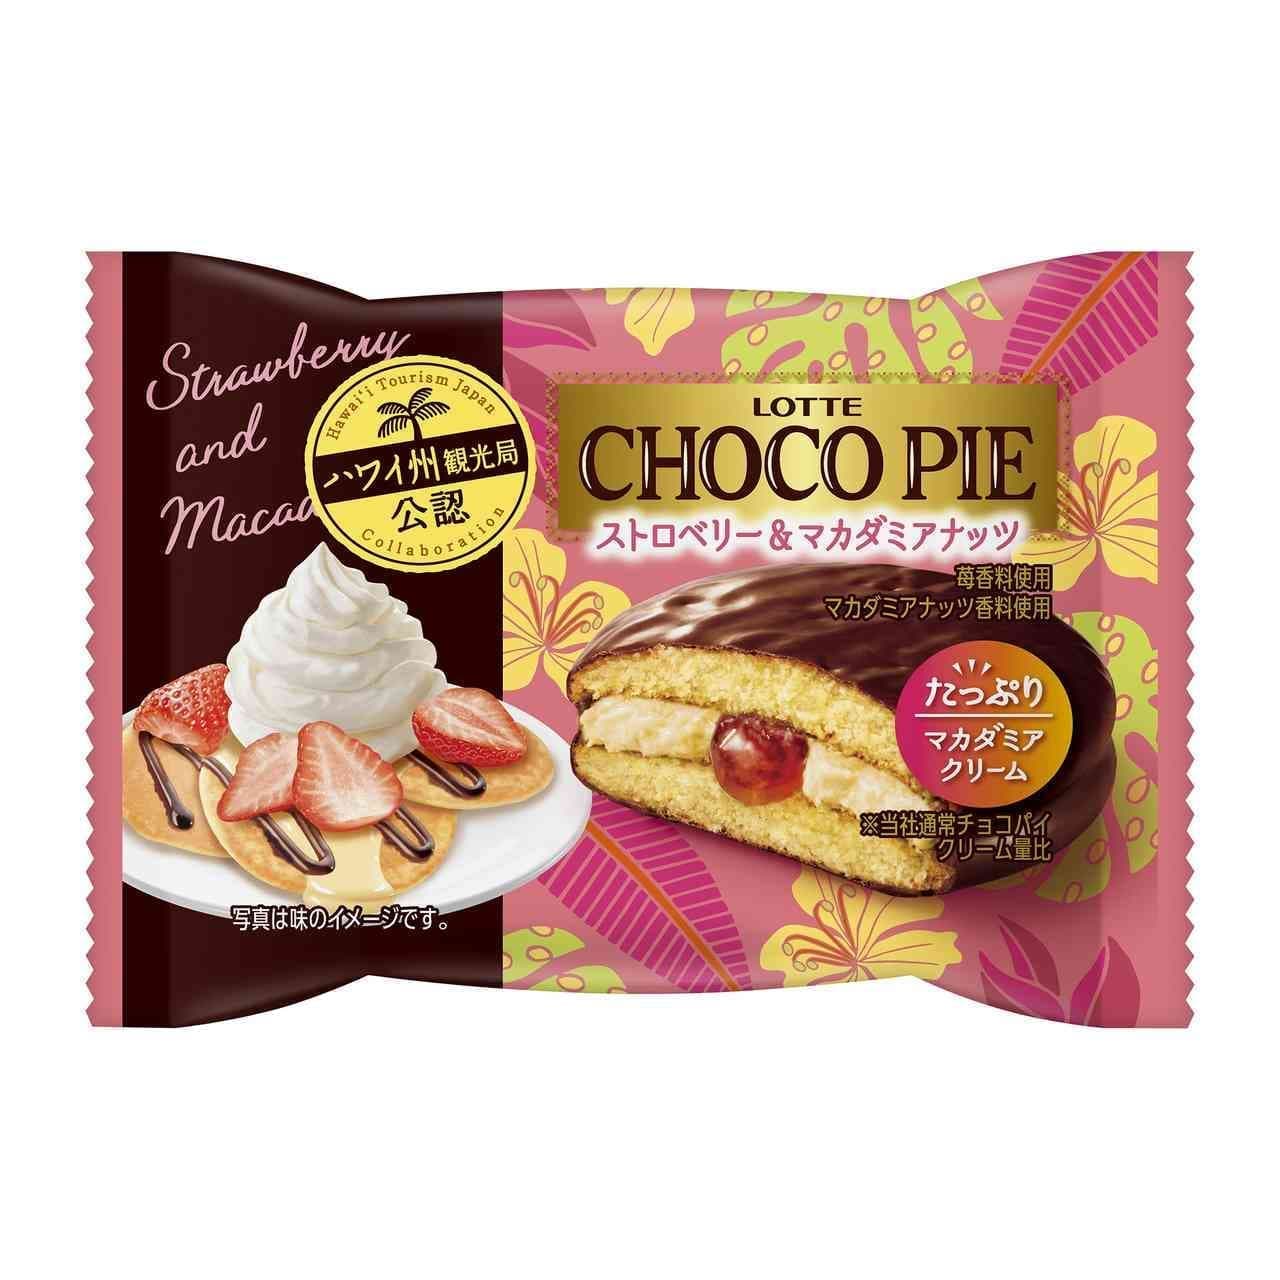 Strawberry
and
Hawai'i Tourism Japan
ハワイ州観光局
公認
Collaboration
LOTTE
CHOCO PIE
ストロベリー&マカダミアナッツ
苺香料使用
マカダミアナッツ香料使用
たっぷり
マカダミア
クリーム
※当社通常チョコパイ
クリーム量比
写真は味のイメージです。